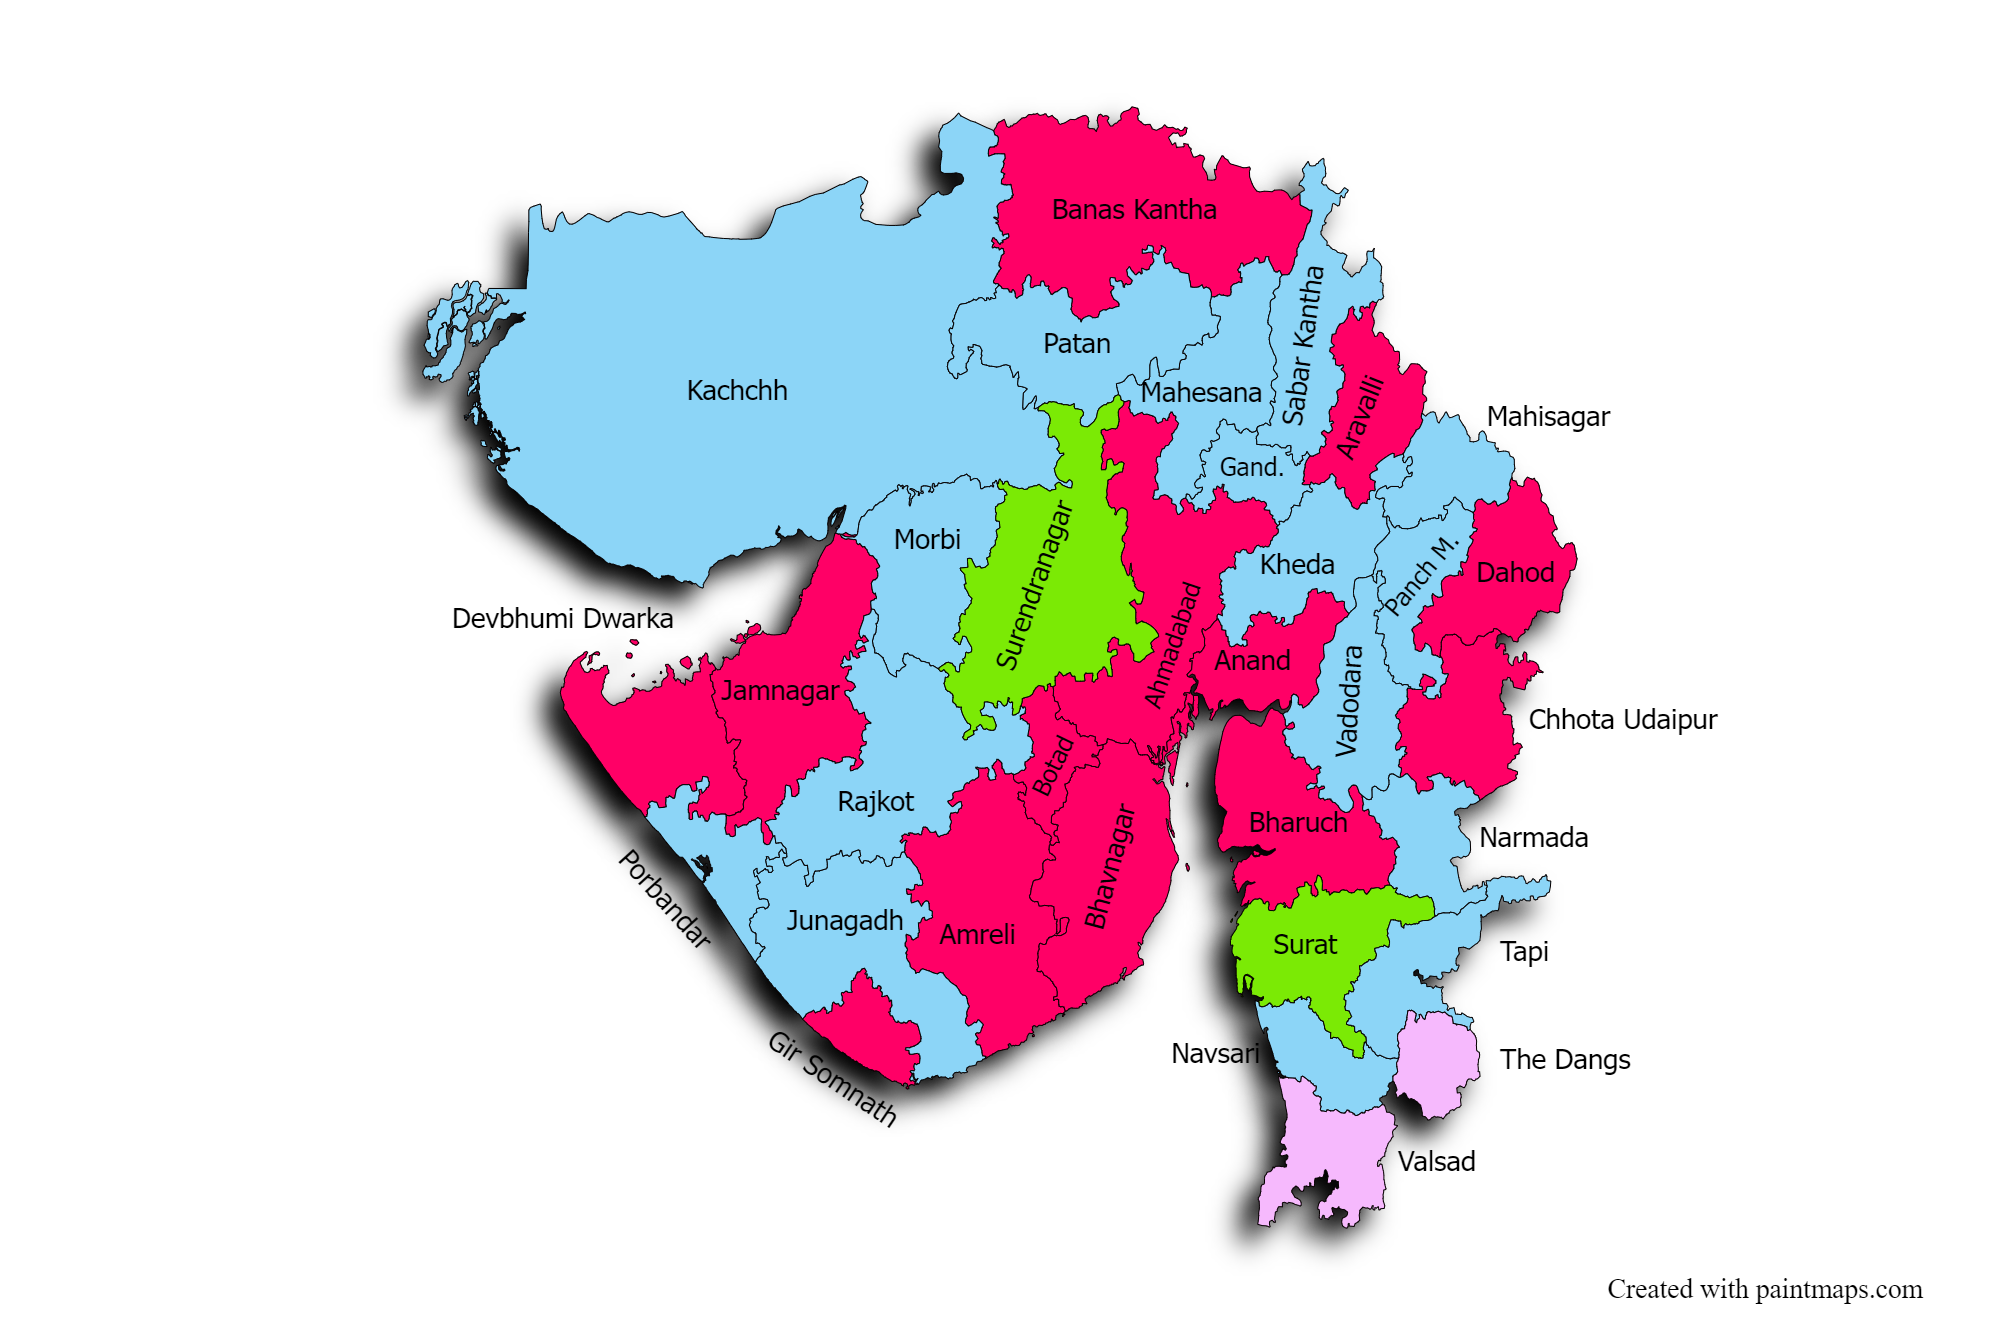 Banas Kantha
Patan
Kachchh
Mahesana
Sabar Kantha
Aravalli
Mahisagar
Gand.
Morbi
Surendranagar
Kheda
Panch M.
Dahod
Devbhumi Dwarka
Ahmadabad
Anand
Jamnagar
Vadodara
Chhota Udaipur
Botad
Rajkot
Bharuch
Narmada
Bhavnagar
Porbandar
Junagadh
Amreli
Surat
Tapi
Navsari
The Dangs
Gir Somnath
Valsad
Created with paintmaps.com